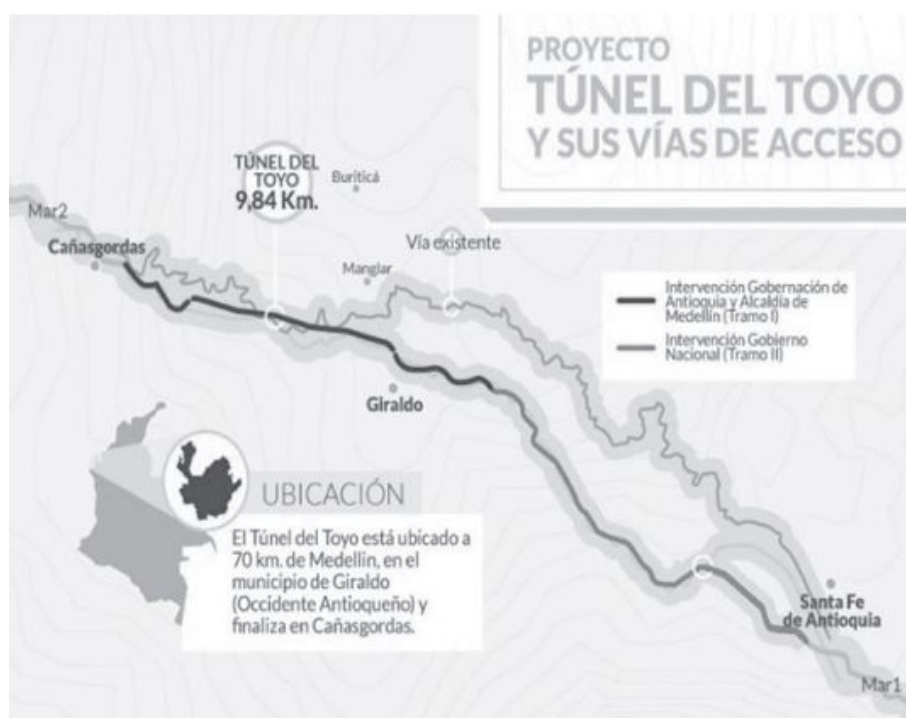 PROYECTO
TÚNEL DEL TOYO
Y SUS VÍAS DE ACCESO
TÚNEL DEL
TOYO
9,84 Km.
Buriticá
Mar2
Cañasgordas
Vía existente
Manglar
Intervención Gobernación de
Antioquia y Alcaldía de
Medellín (Tramo I)
Intervención Gobierno
Nacional (Tramo II)
Giraldo
UBICACIÓN
El Túnel del Toyo está ubicado a
70 km. de Medellín, en el
municipio de Giraldo
(Occidente Antioqueño) y
finaliza en Cañasgordas.
Santa Fe
de Antioquia
Mar1